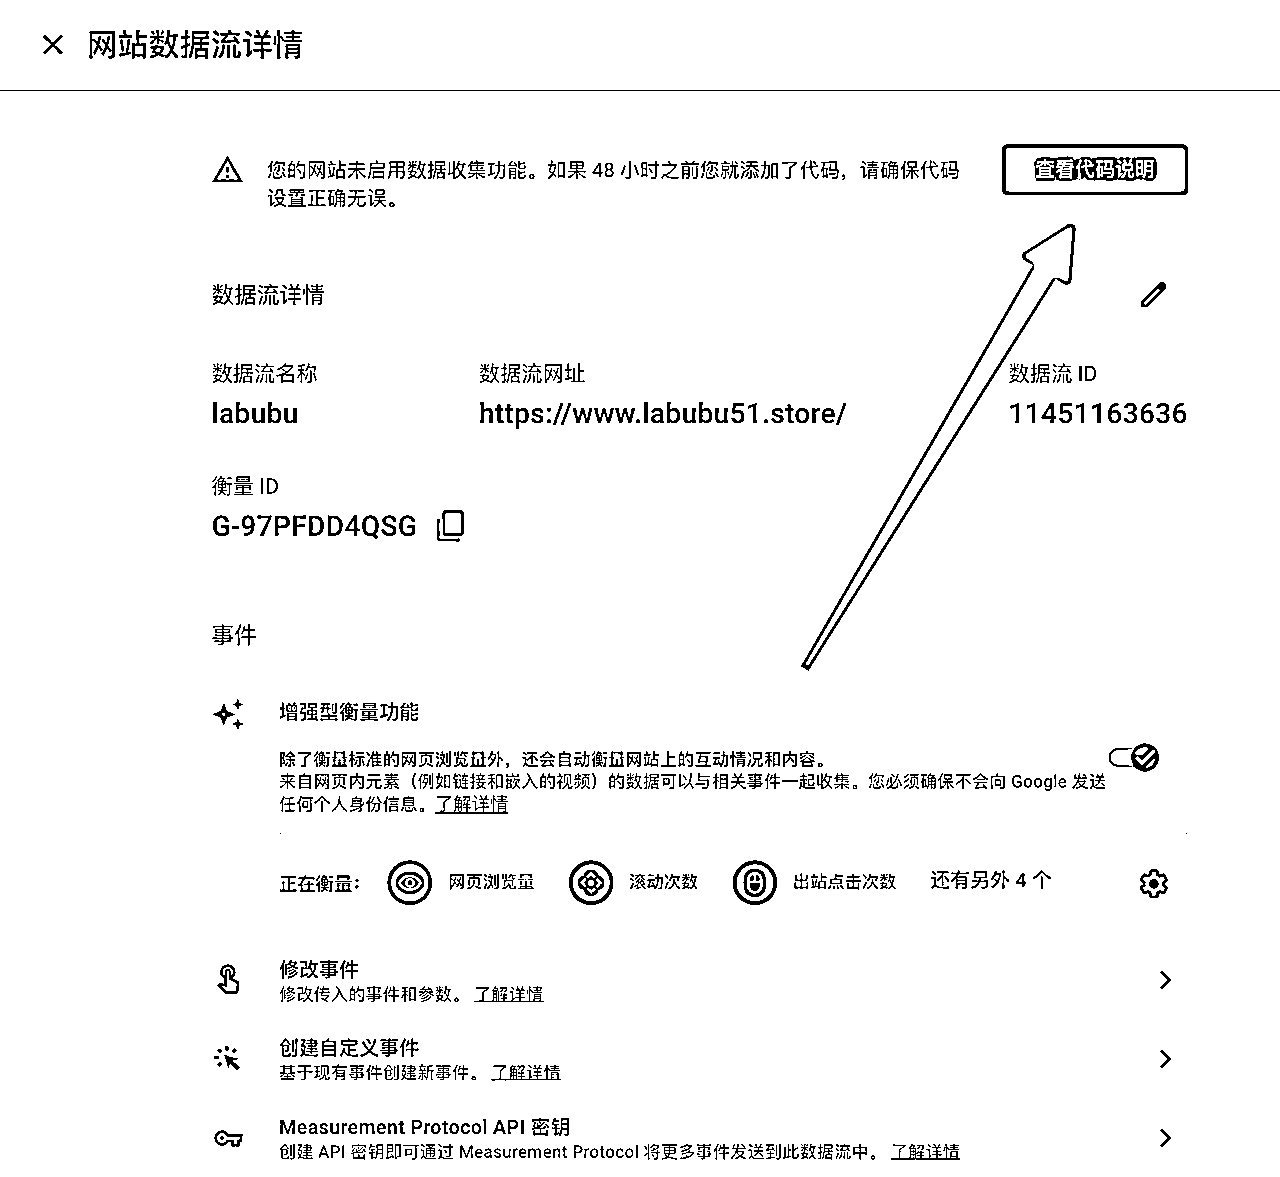 网站数据流详情
您的网站未启用数据收集功能。如果 48 小时之前您就添加了代码，请确保代码
设置正确无误。
查看代码说明
数据流详情
数据流名称
labubu
数据流网址
https://www.labubu51.store/
数据流 ID
11451163636
衡量 ID
G-97PFDD4QSG
事件
增强型衡量功能
除了衡量标准的网页浏览量外，还会自动衡量网站上的互动情况和内容。
来自网页内元素（例如链接和嵌入的视频）的数据可以与相关事件一起收集。您必须确保不会向 Google 发送
任何个人身份信息。了解详情
正在衡量： 网页浏览量 滚动次数 出站点击次数 还有另外 4 个
修改事件
修改传入的事件和参数。 了解详情
创建自定义事件
基于现有事件创建新事件。 了解详情
Measurement Protocol API 密钥
创建 API 密钥即可通过 Measurement Protocol 将更多事件发送到此数据流中。 了解详情